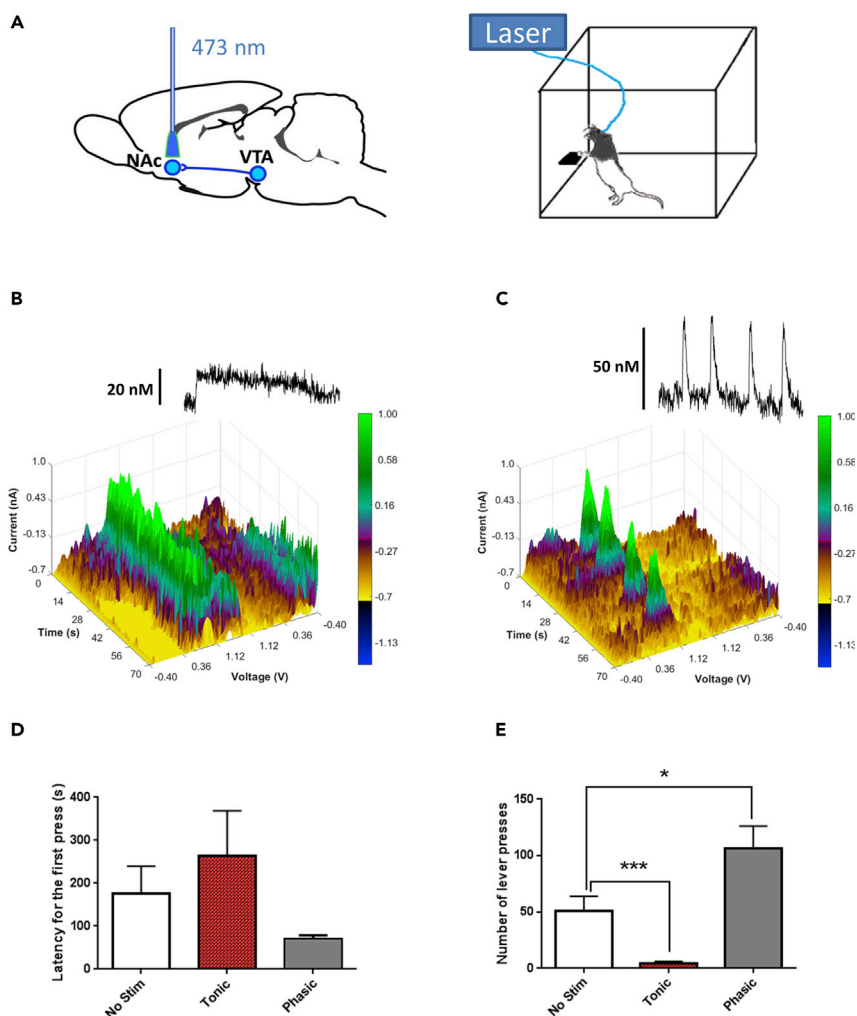 A
473 nm
NAc
VTA
Laser
B
20 nM
1.00
0.58
0.16
-0.27
-0.7
-1.13
1.0
0.43
-0.13
-0.7
Current (nA)
0
14
28
42
56
70
Time (s)
-0.40
0.36
1.12
1.12
0.36
-0.40
Voltage (V)
C
50 nM
1.00
0.58
0.16
-0.27
-0.7
-1.13
1.0
0.43
-0.13
-0.7
Current (nA)
0
14
28
42
56
70
Time (s)
-0.40
0.36
1.12
1.12
0.36
-0.40
Voltage (V)
D
Latency for the first press (s)
400
300
200
100
0
No Stim
Tonic
Phasic
E
Number of lever presses
150
100
50
0
*
***
No Stim
Tonic
Phasic